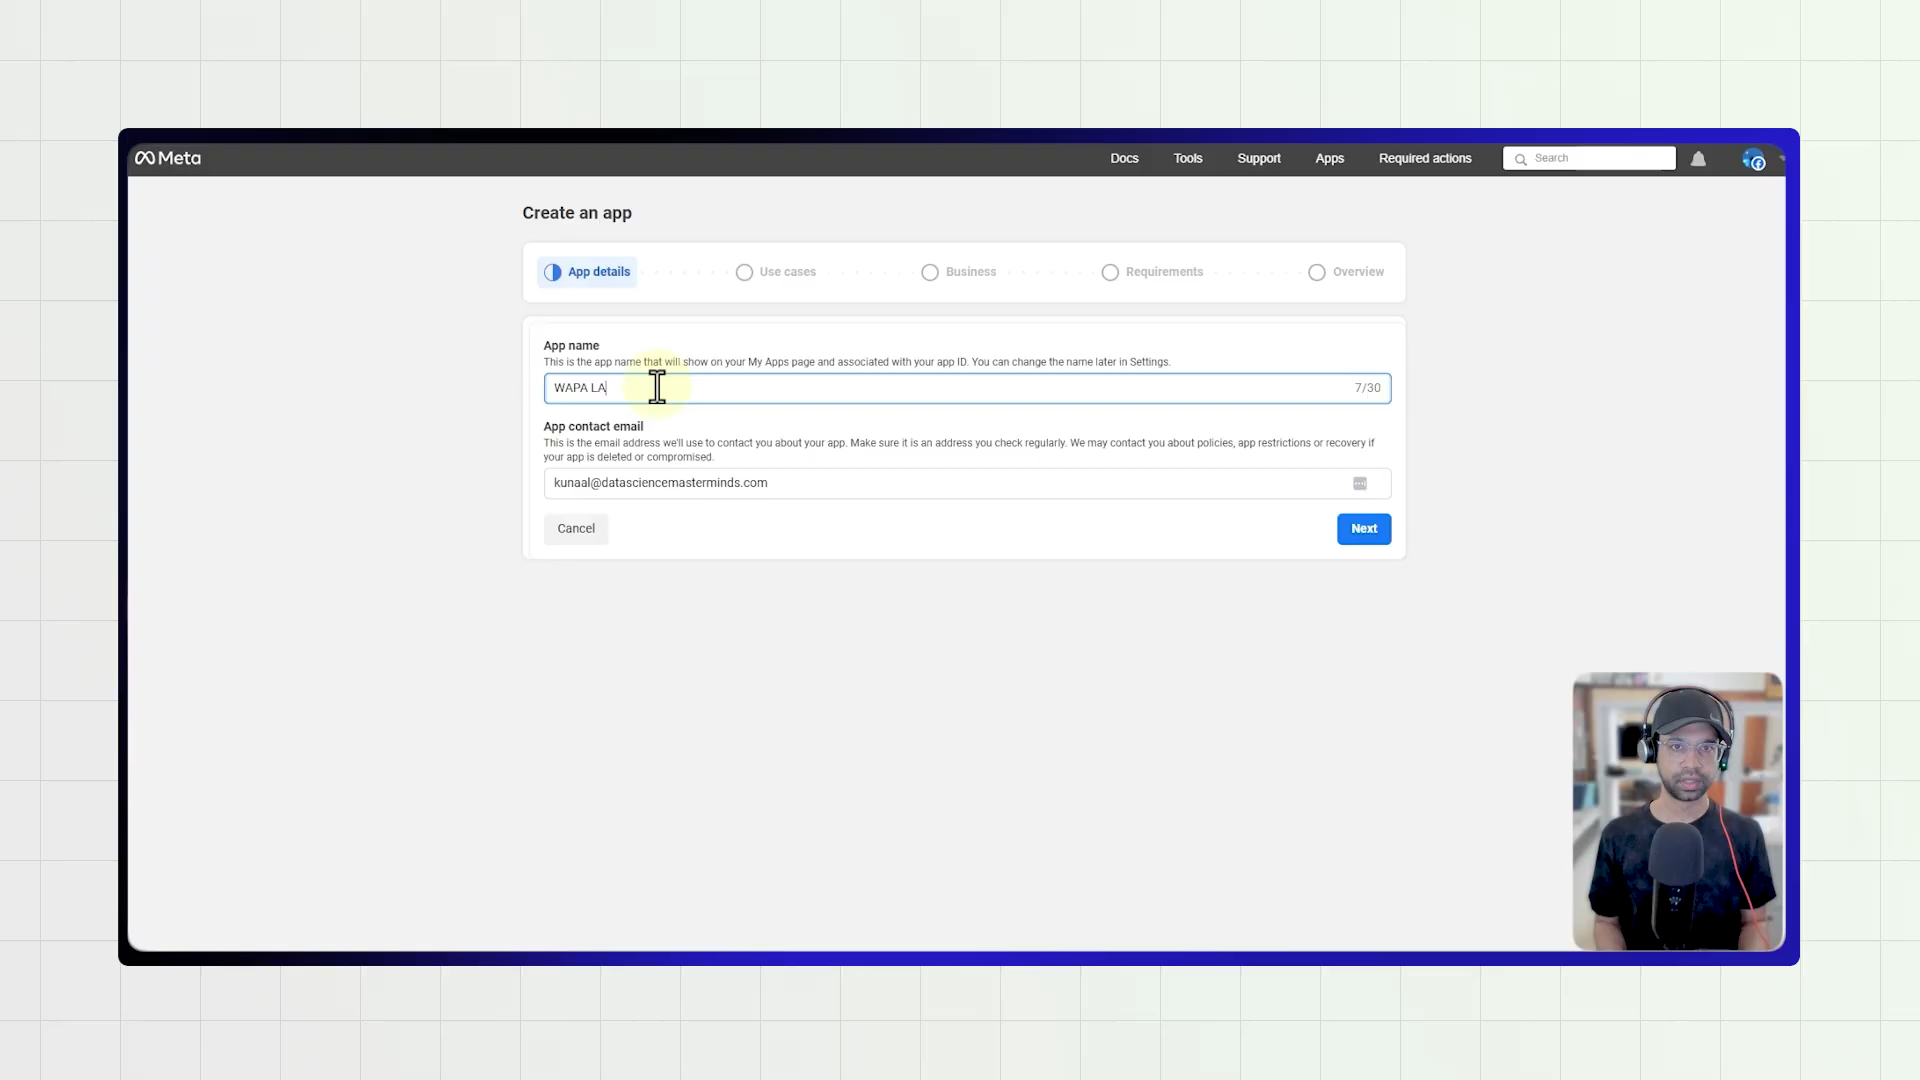 Meta
Docs Tools Support Apps Required actions Search
Create an app
App details Use cases Business Requirements Overview
App name
This is the app name that will show on your My Apps page and associated with your app ID. You can change the name later in Settings.
WAPA LA 7/30
App contact email
This is the email address we'll use to contact you about your app. Make sure it is an address you check regularly. We may contact you about policies, app restrictions or recovery if
your app is deleted or compromised.
kunaal@datasciencemasterminds.com
Cancel Next